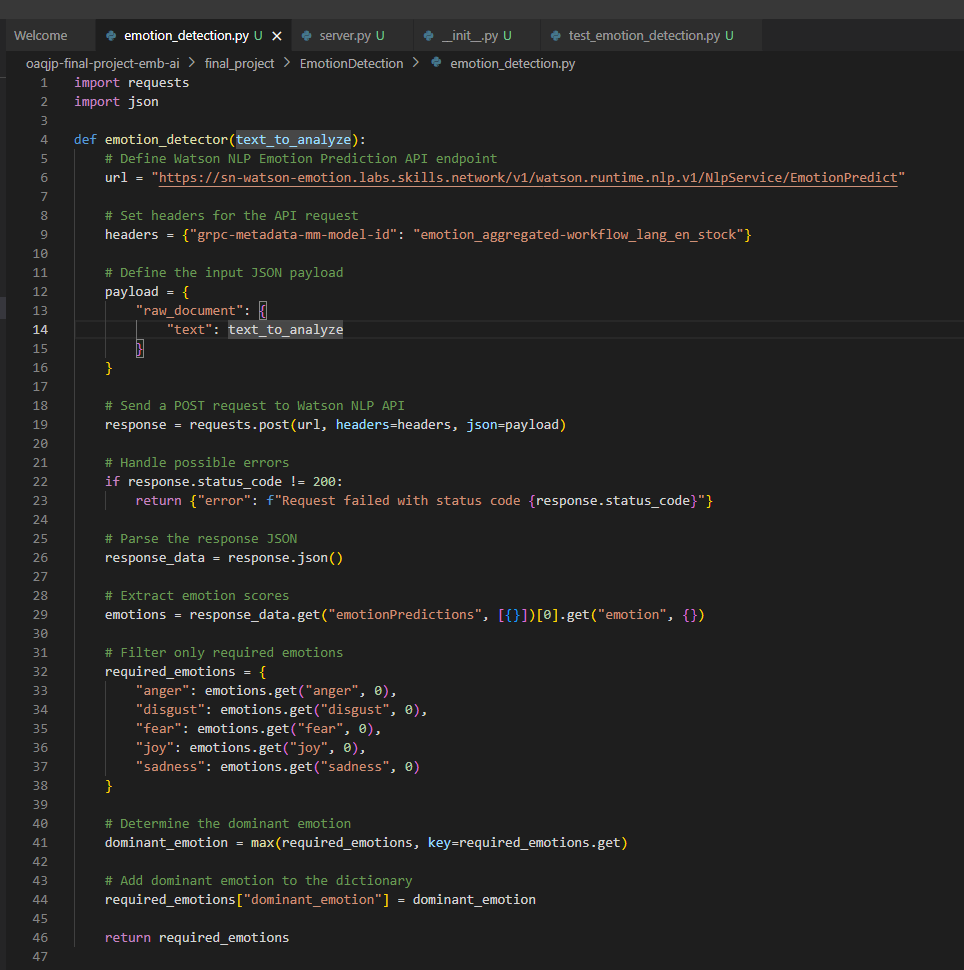 Welcome
emotion_detection.py U
server.py U
__init__.py U
test_emotion_detection.py U
oaqjp-final-project-emb-ai > final_project > EmotionDetection > emotion_detection.py
1 import requests
2 import json
3
4 def emotion_detector(text_to_analyze):
5     # Define Watson NLP Emotion Prediction API endpoint
6     url = "https://sn-watson-emotion.labs.skills.network/v1/watson.runtime.nlp.v1/NlpService/EmotionPredict"
7
8     # Set headers for the API request
9     headers = {"grpc-metadata-mm-model-id": "emotion_aggregated-workflow_lang_en_stock"}
10
11     # Define the input JSON payload
12     payload = {
13         "raw_document": {
14             "text": text_to_analyze
15         }
16     }
17
18     # Send a POST request to Watson NLP API
19     response = requests.post(url, headers=headers, json=payload)
20
21     # Handle possible errors
22     if response.status_code != 200:
23         return {"error": f"Request failed with status code {response.status_code}"}
24
25     # Parse the response JSON
26     response_data = response.json()
27
28     # Extract emotion scores
29     emotions = response_data.get("emotionPredictions", [{}])[0].get("emotion", {})
30
31     # Filter only required emotions
32     required_emotions = {
33         "anger": emotions.get("anger", 0),
34         "disgust": emotions.get("disgust", 0),
35         "fear": emotions.get("fear", 0),
36         "joy": emotions.get("joy", 0),
37         "sadness": emotions.get("sadness", 0)
38     }
39
40     # Determine the dominant emotion
41     dominant_emotion = max(required_emotions, key=required_emotions.get)
42
43     # Add dominant emotion to the dictionary
44     required_emotions["dominant_emotion"] = dominant_emotion
45
46     return required_emotions
47